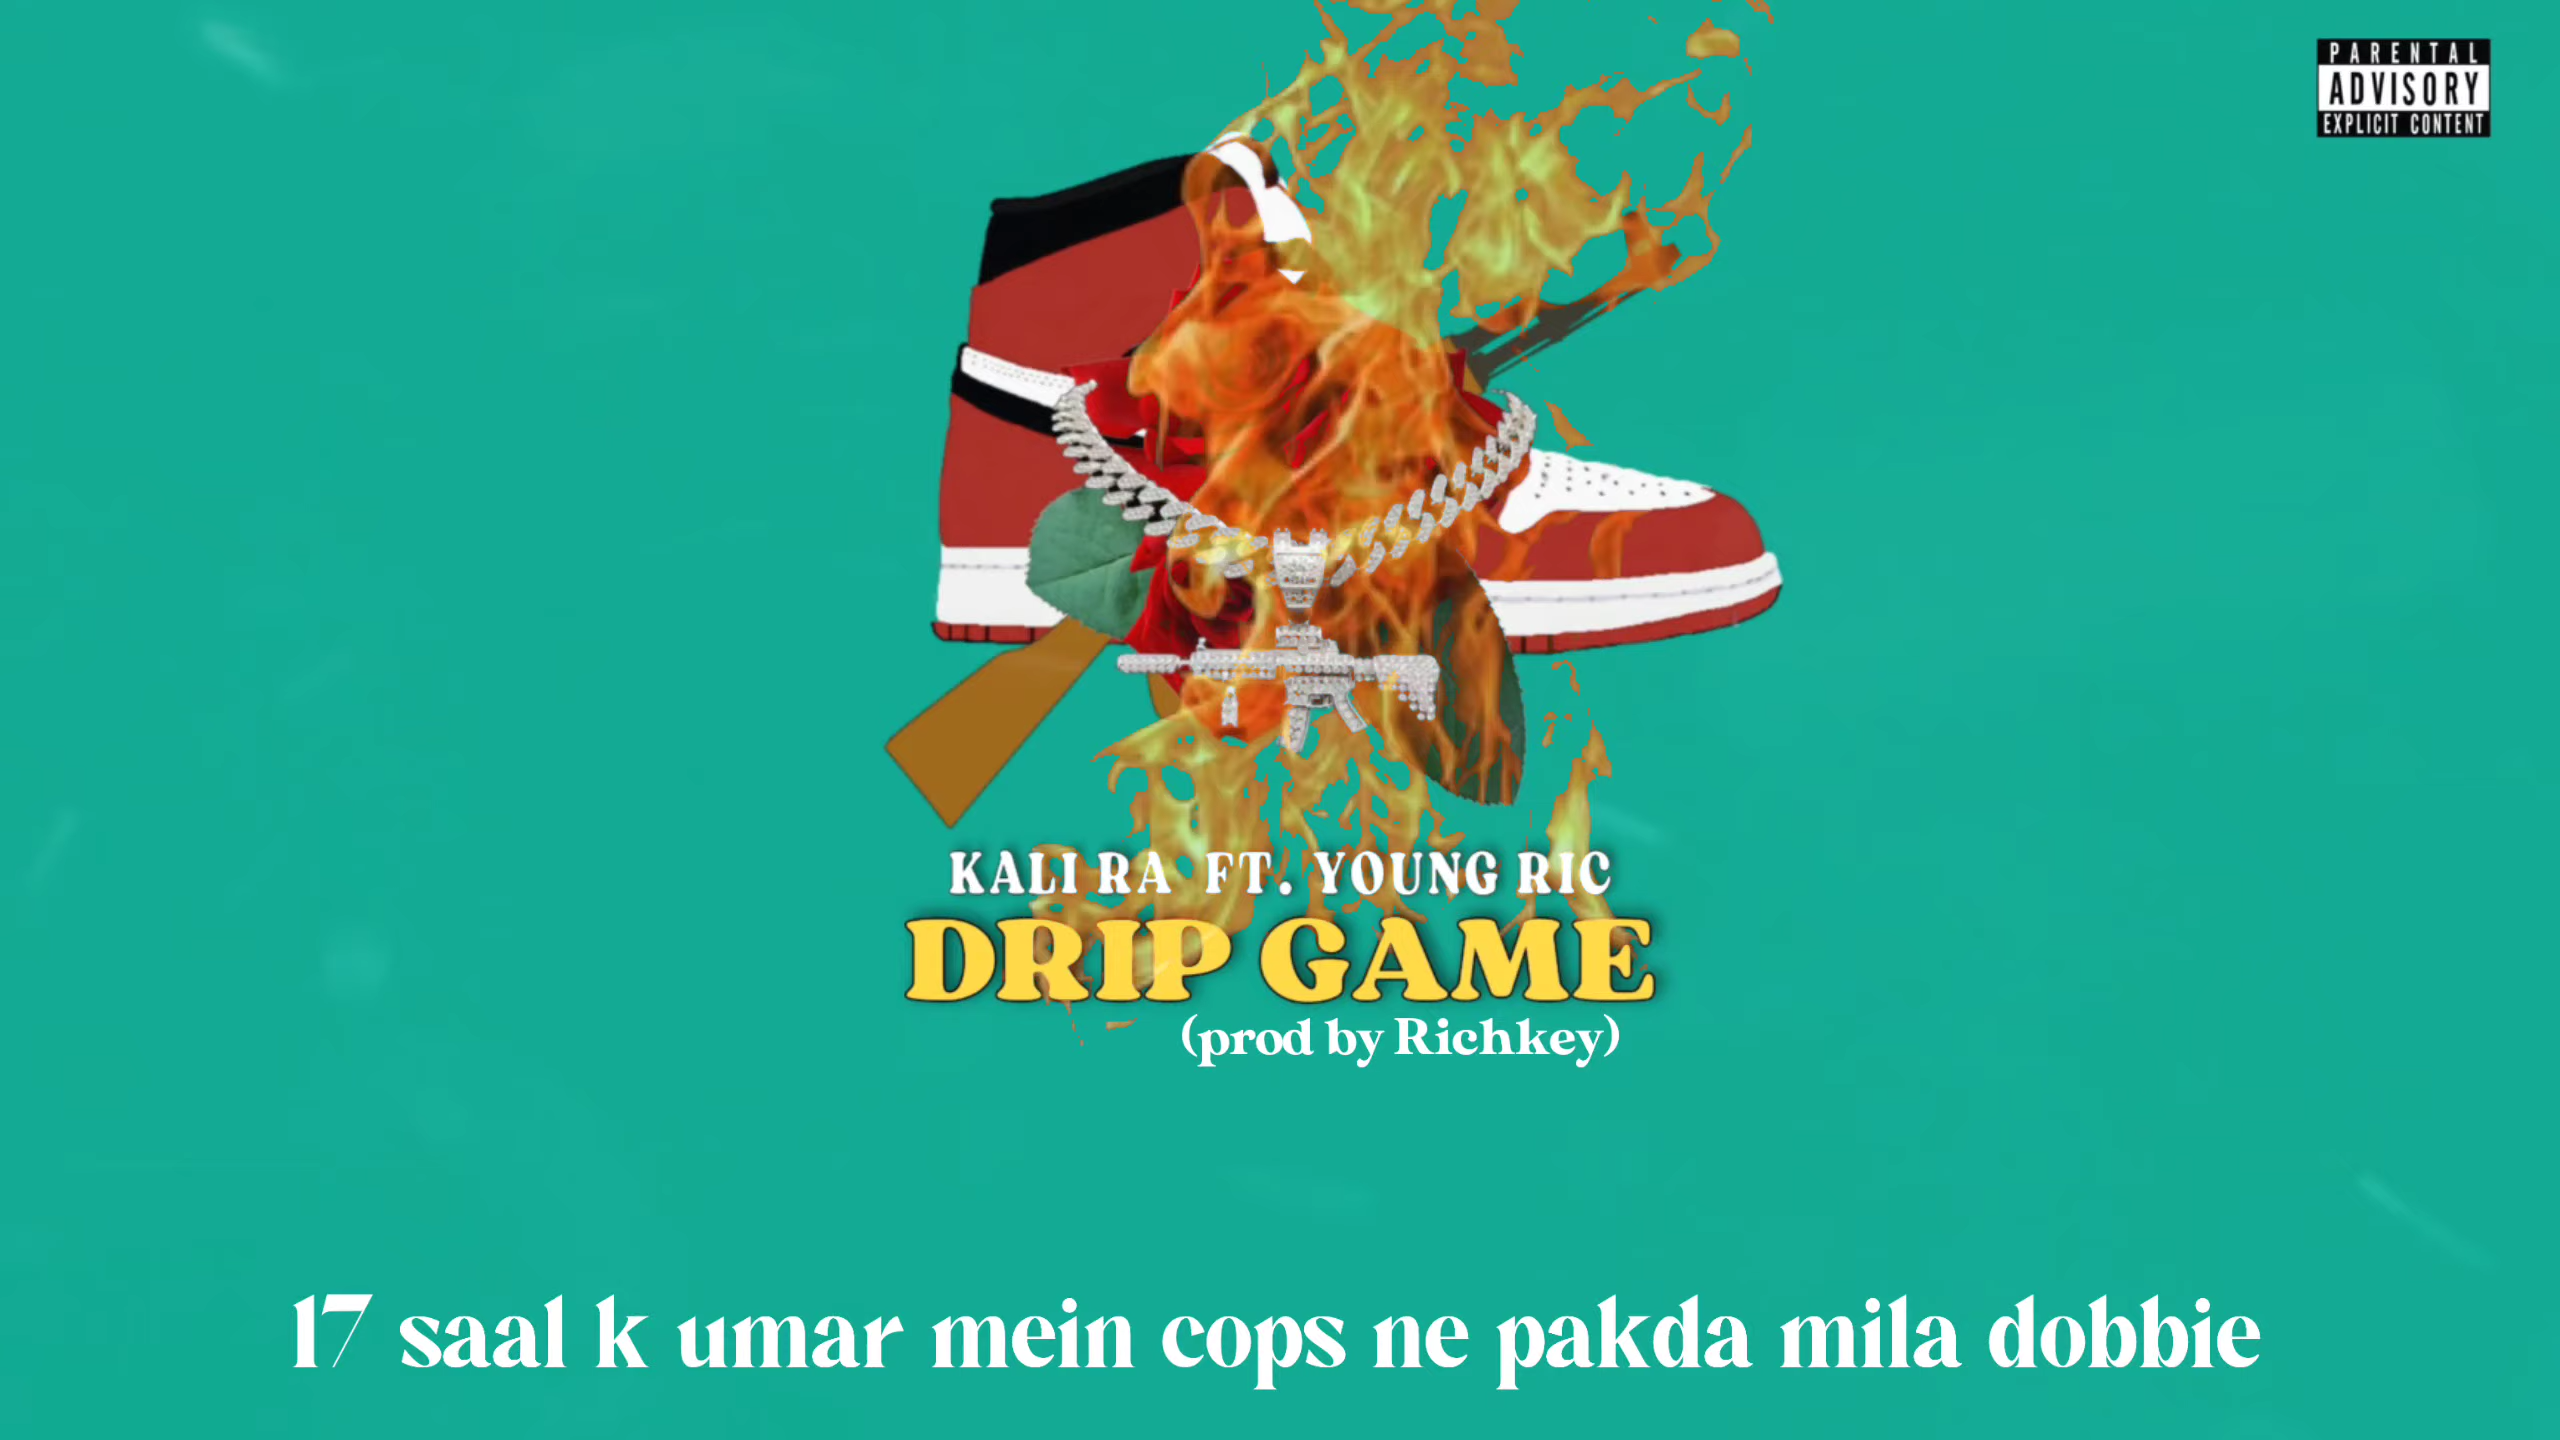 PARENTAL
ADVISORY
EXPLICIT CONTENT
KALI RA FT. YOUNG RIC
DRIP GAME
(prod by Richkey)
17 saal k umar mein cops ne pakda mila dobbie